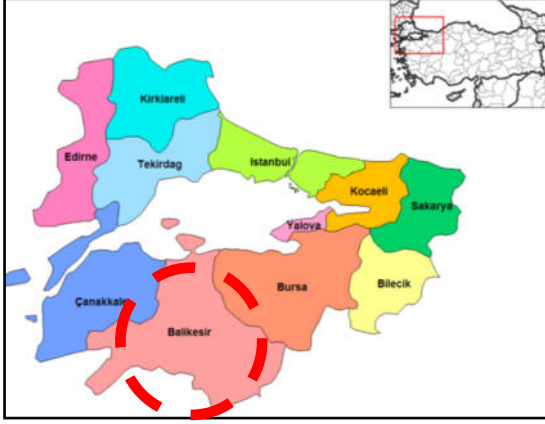 Kirklareli
Edirne
Tekirdag
Istanbul
Kocaeli
Sakarya
Yalova
Bilecik
Bursa
Çanakkale
Balikesir